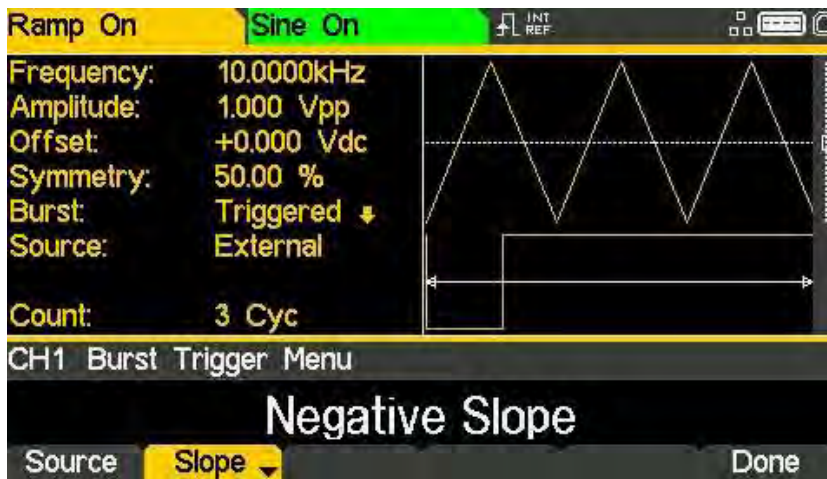 Ramp On Sine On INT REF
Frequency: 10.0000kHz
Amplitude: 1.000 Vpp
Offset: +0.000 Vdc
Symmetry: 50.00 %
Burst: Triggered
Source: External
Count: 3 Cyc
CH1 Burst Trigger Menu
Negative Slope
Source Slope Done